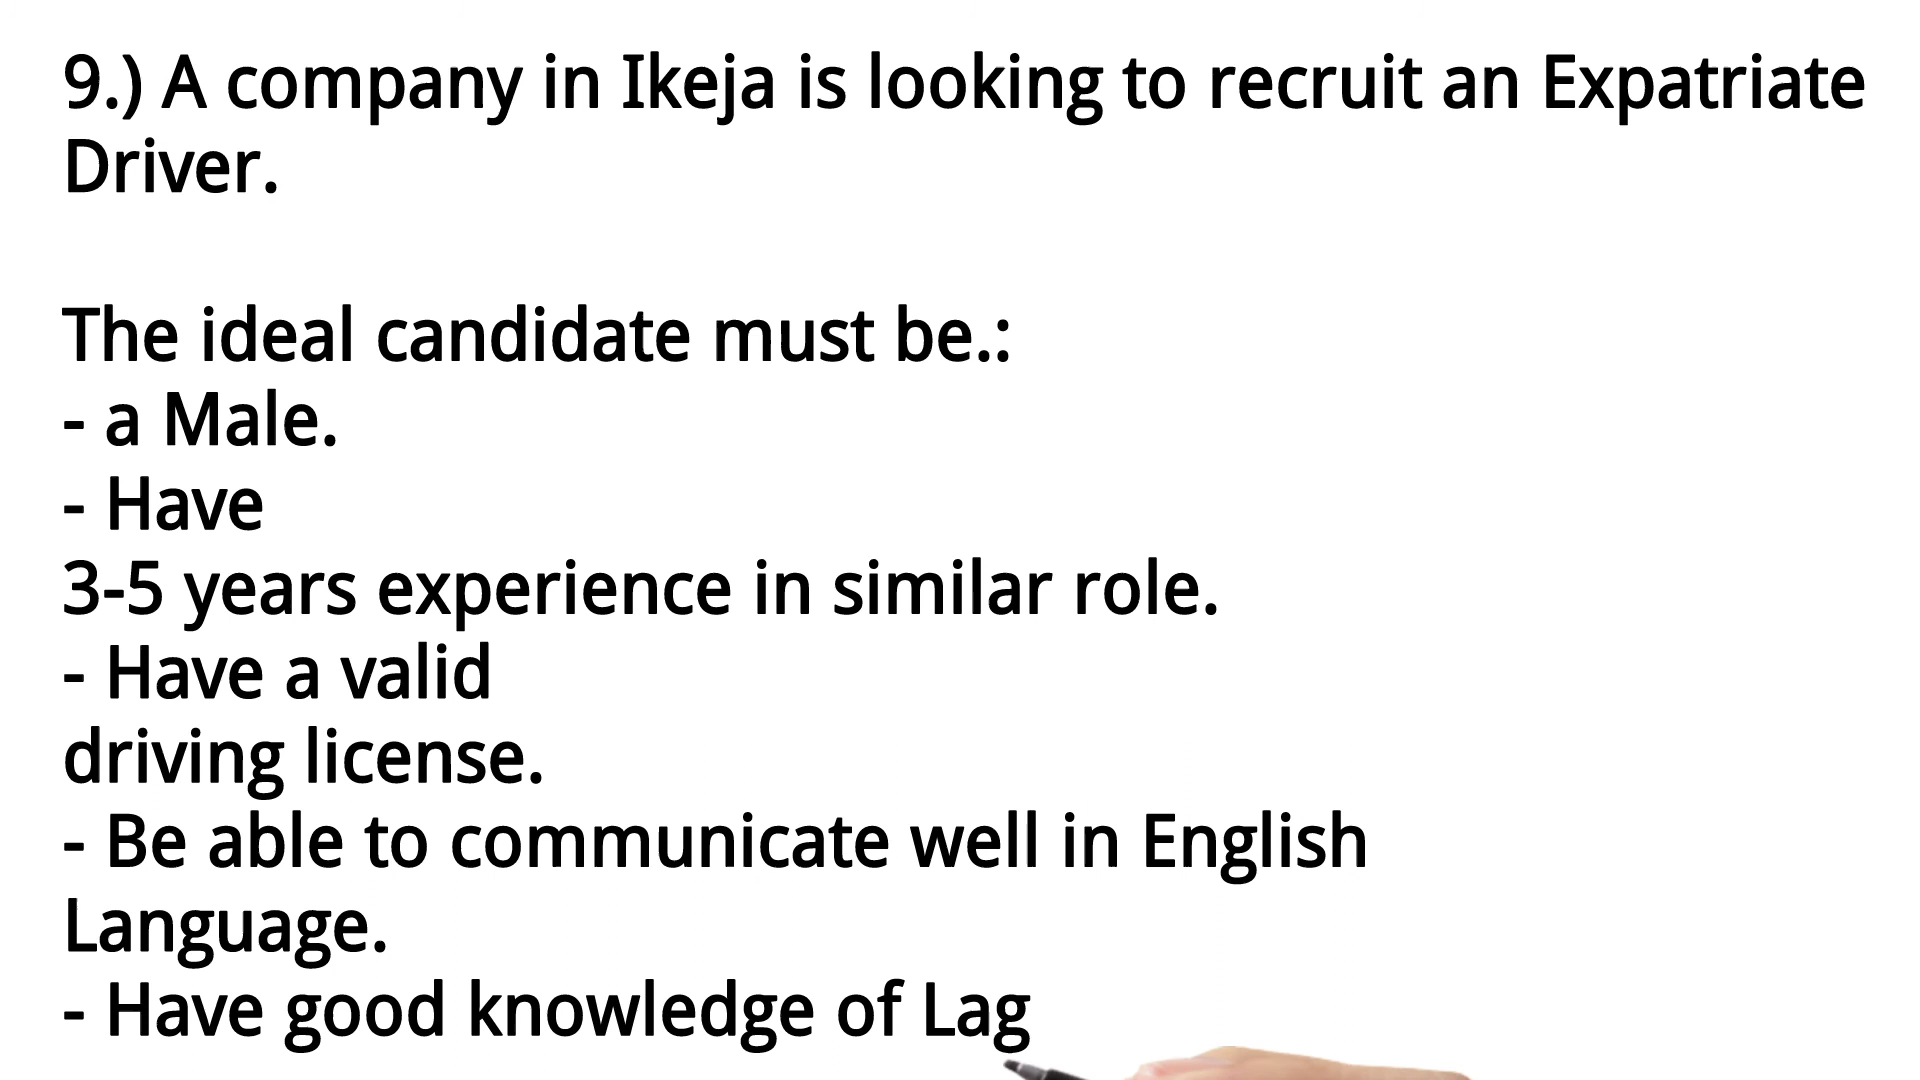 9.) A company in Ikeja is looking to recruit an Expatriate
Driver.
The ideal candidate must be.:
- a Male.
- Have
3-5 years experience in similar role.
- Have a valid
driving license.
- Be able to communicate well in English
Language.
- Have good knowledge of Lag